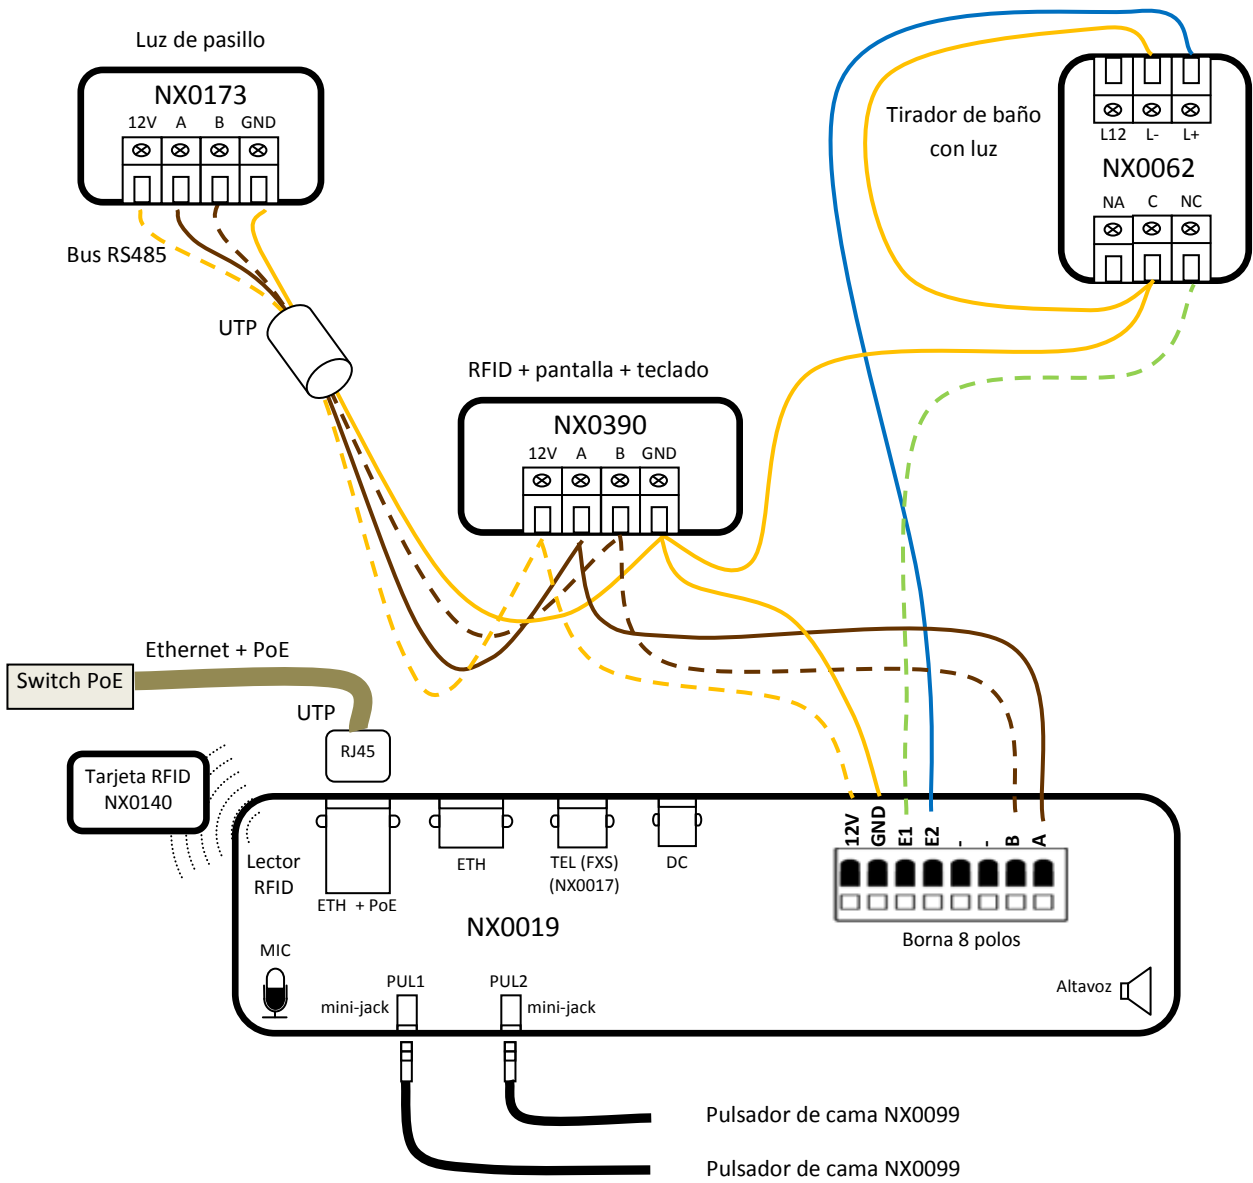 Luz de pasillo
NX0173
12V A B GND
Bus RS485
UTP
Tirador de baño
con luz
L12 L- L+
NX0062
NA C NC
RFID + pantalla + teclado
NX0390
12V A B GND
Ethernet + PoE
Switch PoE
UTP
RJ45
Tarjeta RFID
NX0140
Lector
RFID
ETH + PoE
ETH
TEL (FXS)
(NX0017)
DC
12V GND E1 E2 - - B A
Borna 8 polos
NX0019
MIC
PUL1
mini-jack
PUL2
mini-jack
Altavoz
Pulsador de cama NX0099
Pulsador de cama NX0099